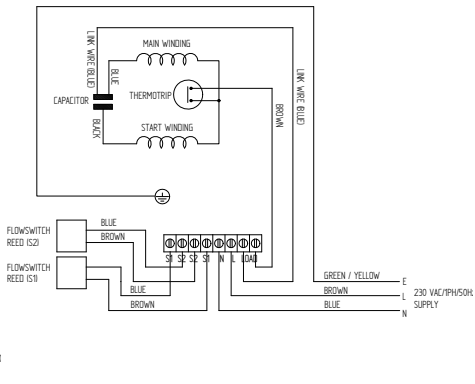 LINK WIRE (BLUE)
MAIN WINDING
BLUE
CAPACITOR
THERMOTRIP
BLACK
START WINDING
BROWN
LINK WIRE (BLUE)
FLOWSWITCH
REED (S2)
BLUE
BROWN
S1 S2 S2 S1 N L LOAD
FLOWSWITCH
REED (S1)
BLUE
BROWN
GREEN / YELLOW E
BROWN L
BLUE N
230 VAC/1PH/50Hz
SUPPLY